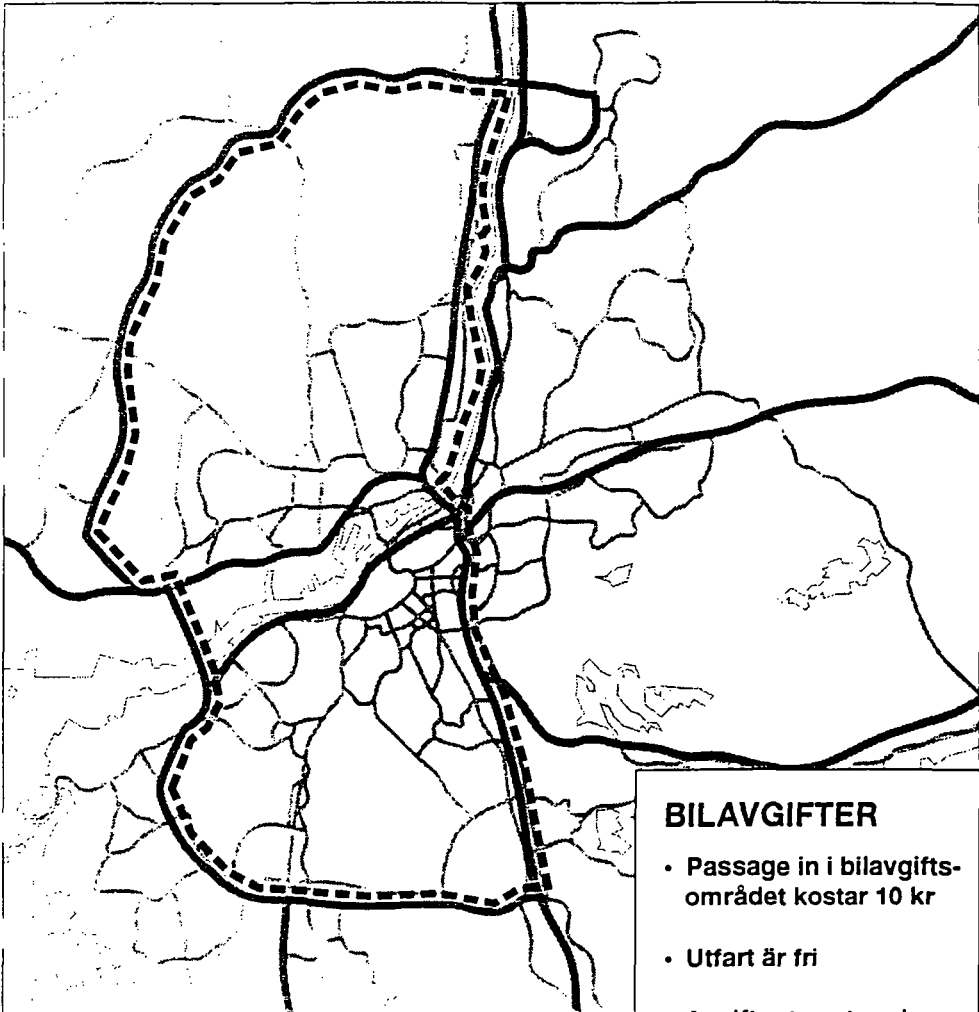 BILAVGIFTER
• Passage in i bilavgifts-
området kostar 10 kr
• Utfart är fri